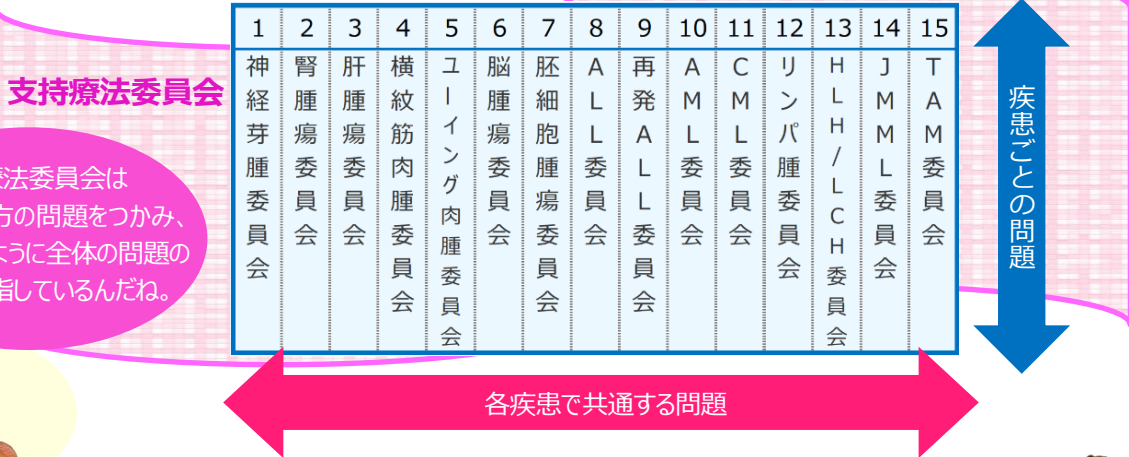 支持療法委員会
法委員会は
方の問題をつかみ、
ように全体の問題の
指しているんだね。
1 2 3 4 5 6 7 8 9 10 11 12 13 14 15
神経芽腫委員会
腎腫瘍委員会
肝腫瘍委員会
横紋筋肉腫委員会
ユーイング肉腫委員会
脳腫瘍委員会
胚細胞腫瘍委員会
ALL委員会
再発ALL委員会
AML委員会
CML委員会
リンパ腫委員会
HLH/LCH委員会
JMML委員会
TAM委員会
疾患ごとの問題
各疾患で共通する問題